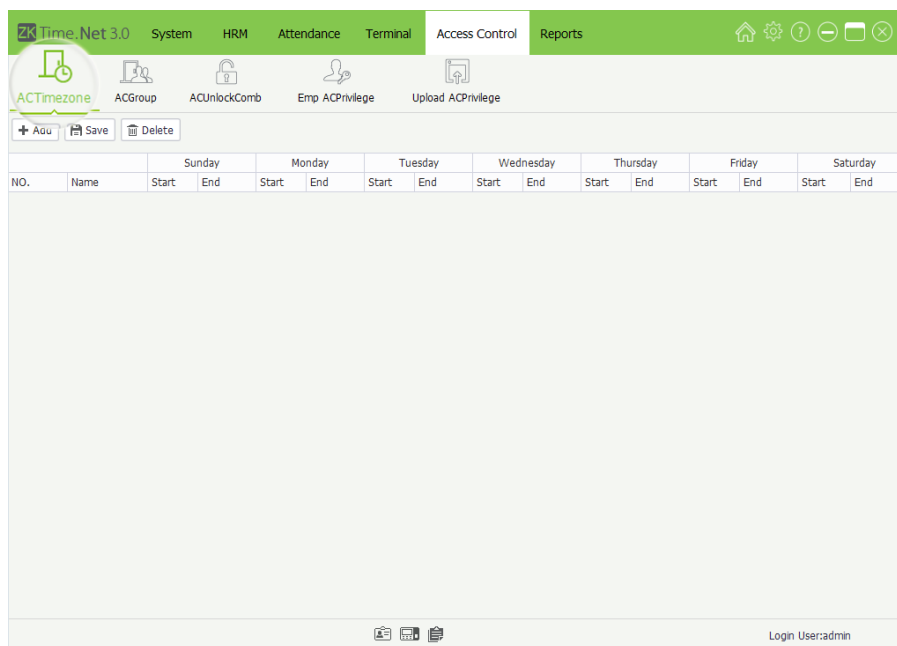 ZKTime.Net 3.0 System HRM Attendance Terminal Access Control Reports
ACTimezone ACGroup ACUnlockComb Emp ACPrivilege Upload ACPrivilege
+ Add Save Delete
Sunday Monday Tuesday Wednesday Thursday Friday Saturday
NO. Name Start End Start End Start End Start End Start End Start End Start End
Login User:admin